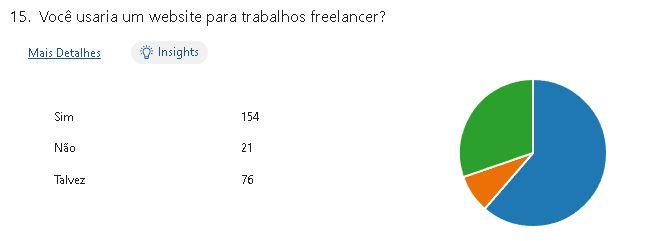 15. Você usaria um website para trabalhos freelancer?
Mais Detalhes Insights
Sim 154
Não 21
Talvez 76